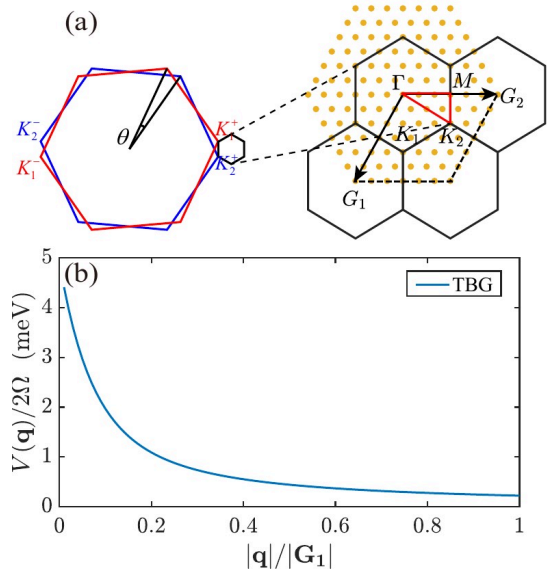 (a)
K₂⁻
K₁⁻
θ
K₁⁺
K₂⁺
Γ
M
G₂
K₁
K₂
G₁
(b)
TBG
V(q)/2Ω (meV)
5
4
3
2
1
0
0
0.2
0.4
0.6
0.8
1
|q|/|G₁|